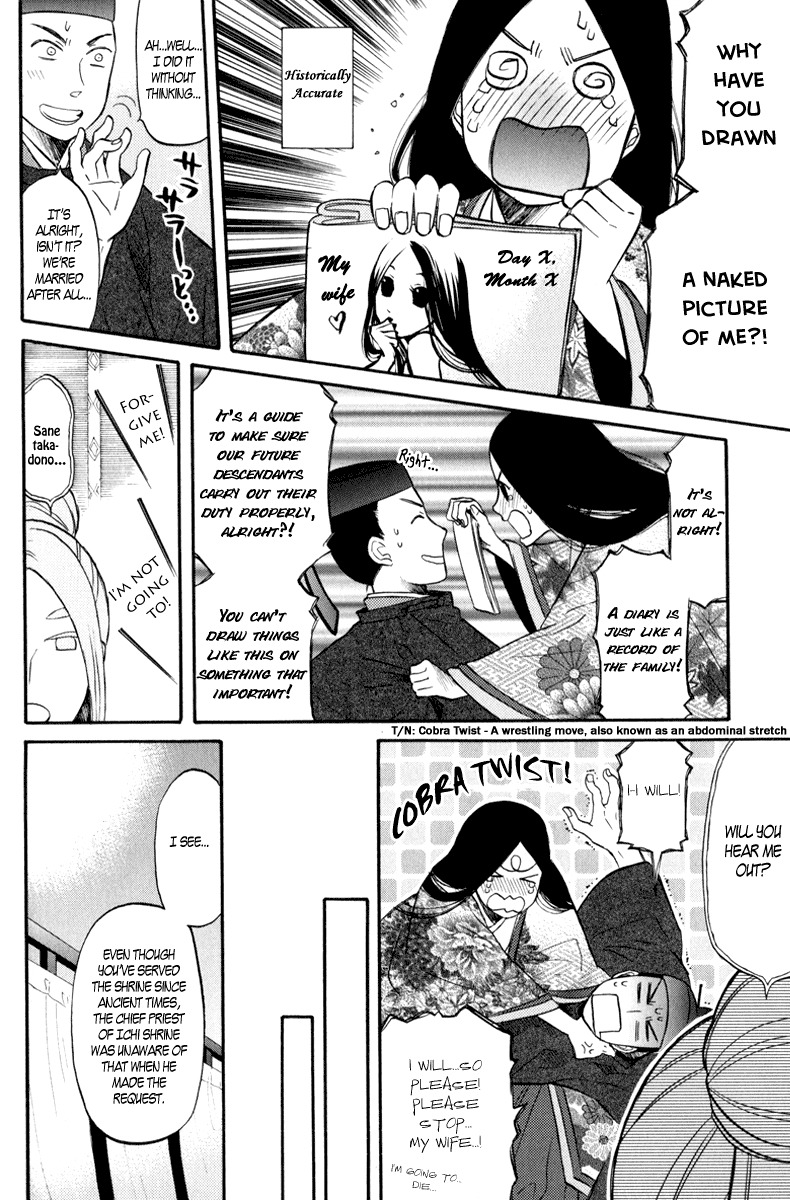 WHY
HAVE
YOU
DRAWN
A NAKED
PICTURE
OF ME?!
Historically
Accurate
My
wife
Day X,
Month X
AH...WELL...
I DID IT
WITHOUT
THINKING...
サラサラーっと…
IT'S
ALRIGHT,
ISN'T IT?
WE'RE
MARRIED
AFTER ALL...
IT'S
NOT AL-
RIGHT!
A DIARY IS
JUST LIKE A
RECORD OF
THE FAMILY!
Right...
IT'S A GUIDE
TO MAKE SURE
OUR FUTURE
DESCENDANTS
CARRY OUT THEIR
DUTY PROPERLY,
ALRIGHT?!
YOU CAN'T
DRAW THINGS
LIKE THIS ON
SOMETHING THAT
IMPORTANT!
FOR-
GIVE
ME!
I'M NOT
GOING
TO!
Sane
taka-
dono...
T/N: Cobra Twist - A wrestling move, also known as an abdominal stretch
WILL YOU
HEAR ME
OUT?
I-I WILL!
COBRA TWIST!
I WILL...SO
PLEASE!
PLEASE
STOP...
MY WIFE..!
I'M GOING TO..
DIE...
I SEE...
EVEN THOUGH
YOU'VE SERVED
THE SHRINE SINCE
ANCIENT TIMES,
THE CHIEF PRIEST
OF ICHI SHRINE
WAS UNAWARE OF
THAT WHEN HE
MADE THE
REQUEST.